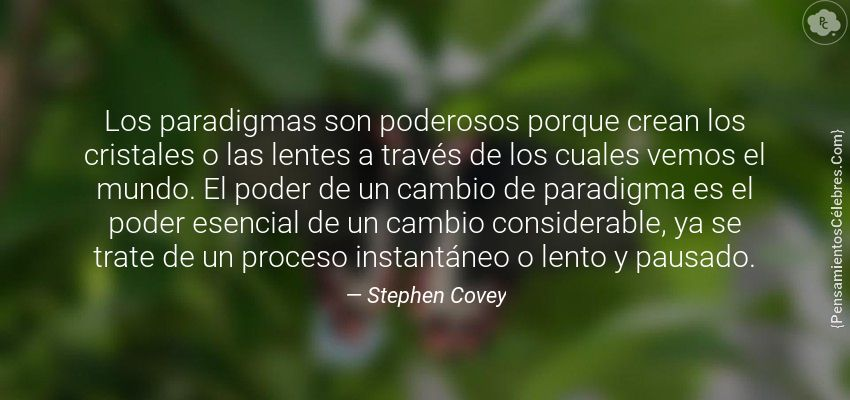 PC
Los paradigmas son poderosos porque crean los
cristales o las lentes a través de los cuales vemos el
mundo. El poder de un cambio de paradigma es el
poder esencial de un cambio considerable, ya se
trate de un proceso instantáneo o lento y pausado.
— Stephen Covey
{PensamientosCélebres.Com}